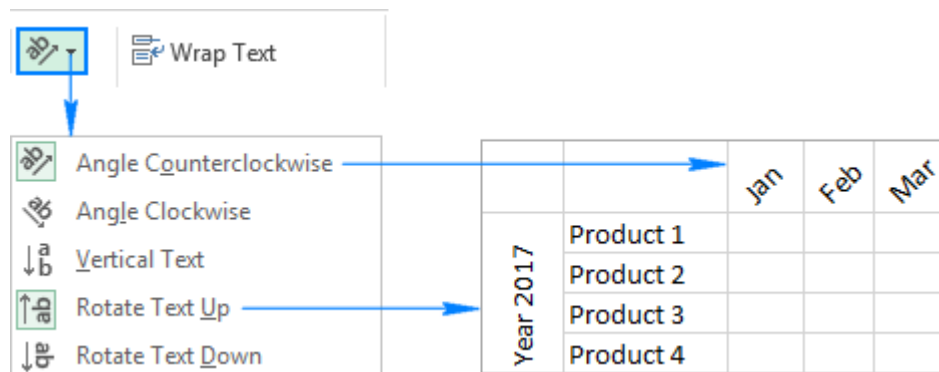 Wrap Text
Angle Counterclockwise
Angle Clockwise
Vertical Text
Rotate Text Up
Rotate Text Down
Jan Feb Mar
Year 2017
Product 1
Product 2
Product 3
Product 4